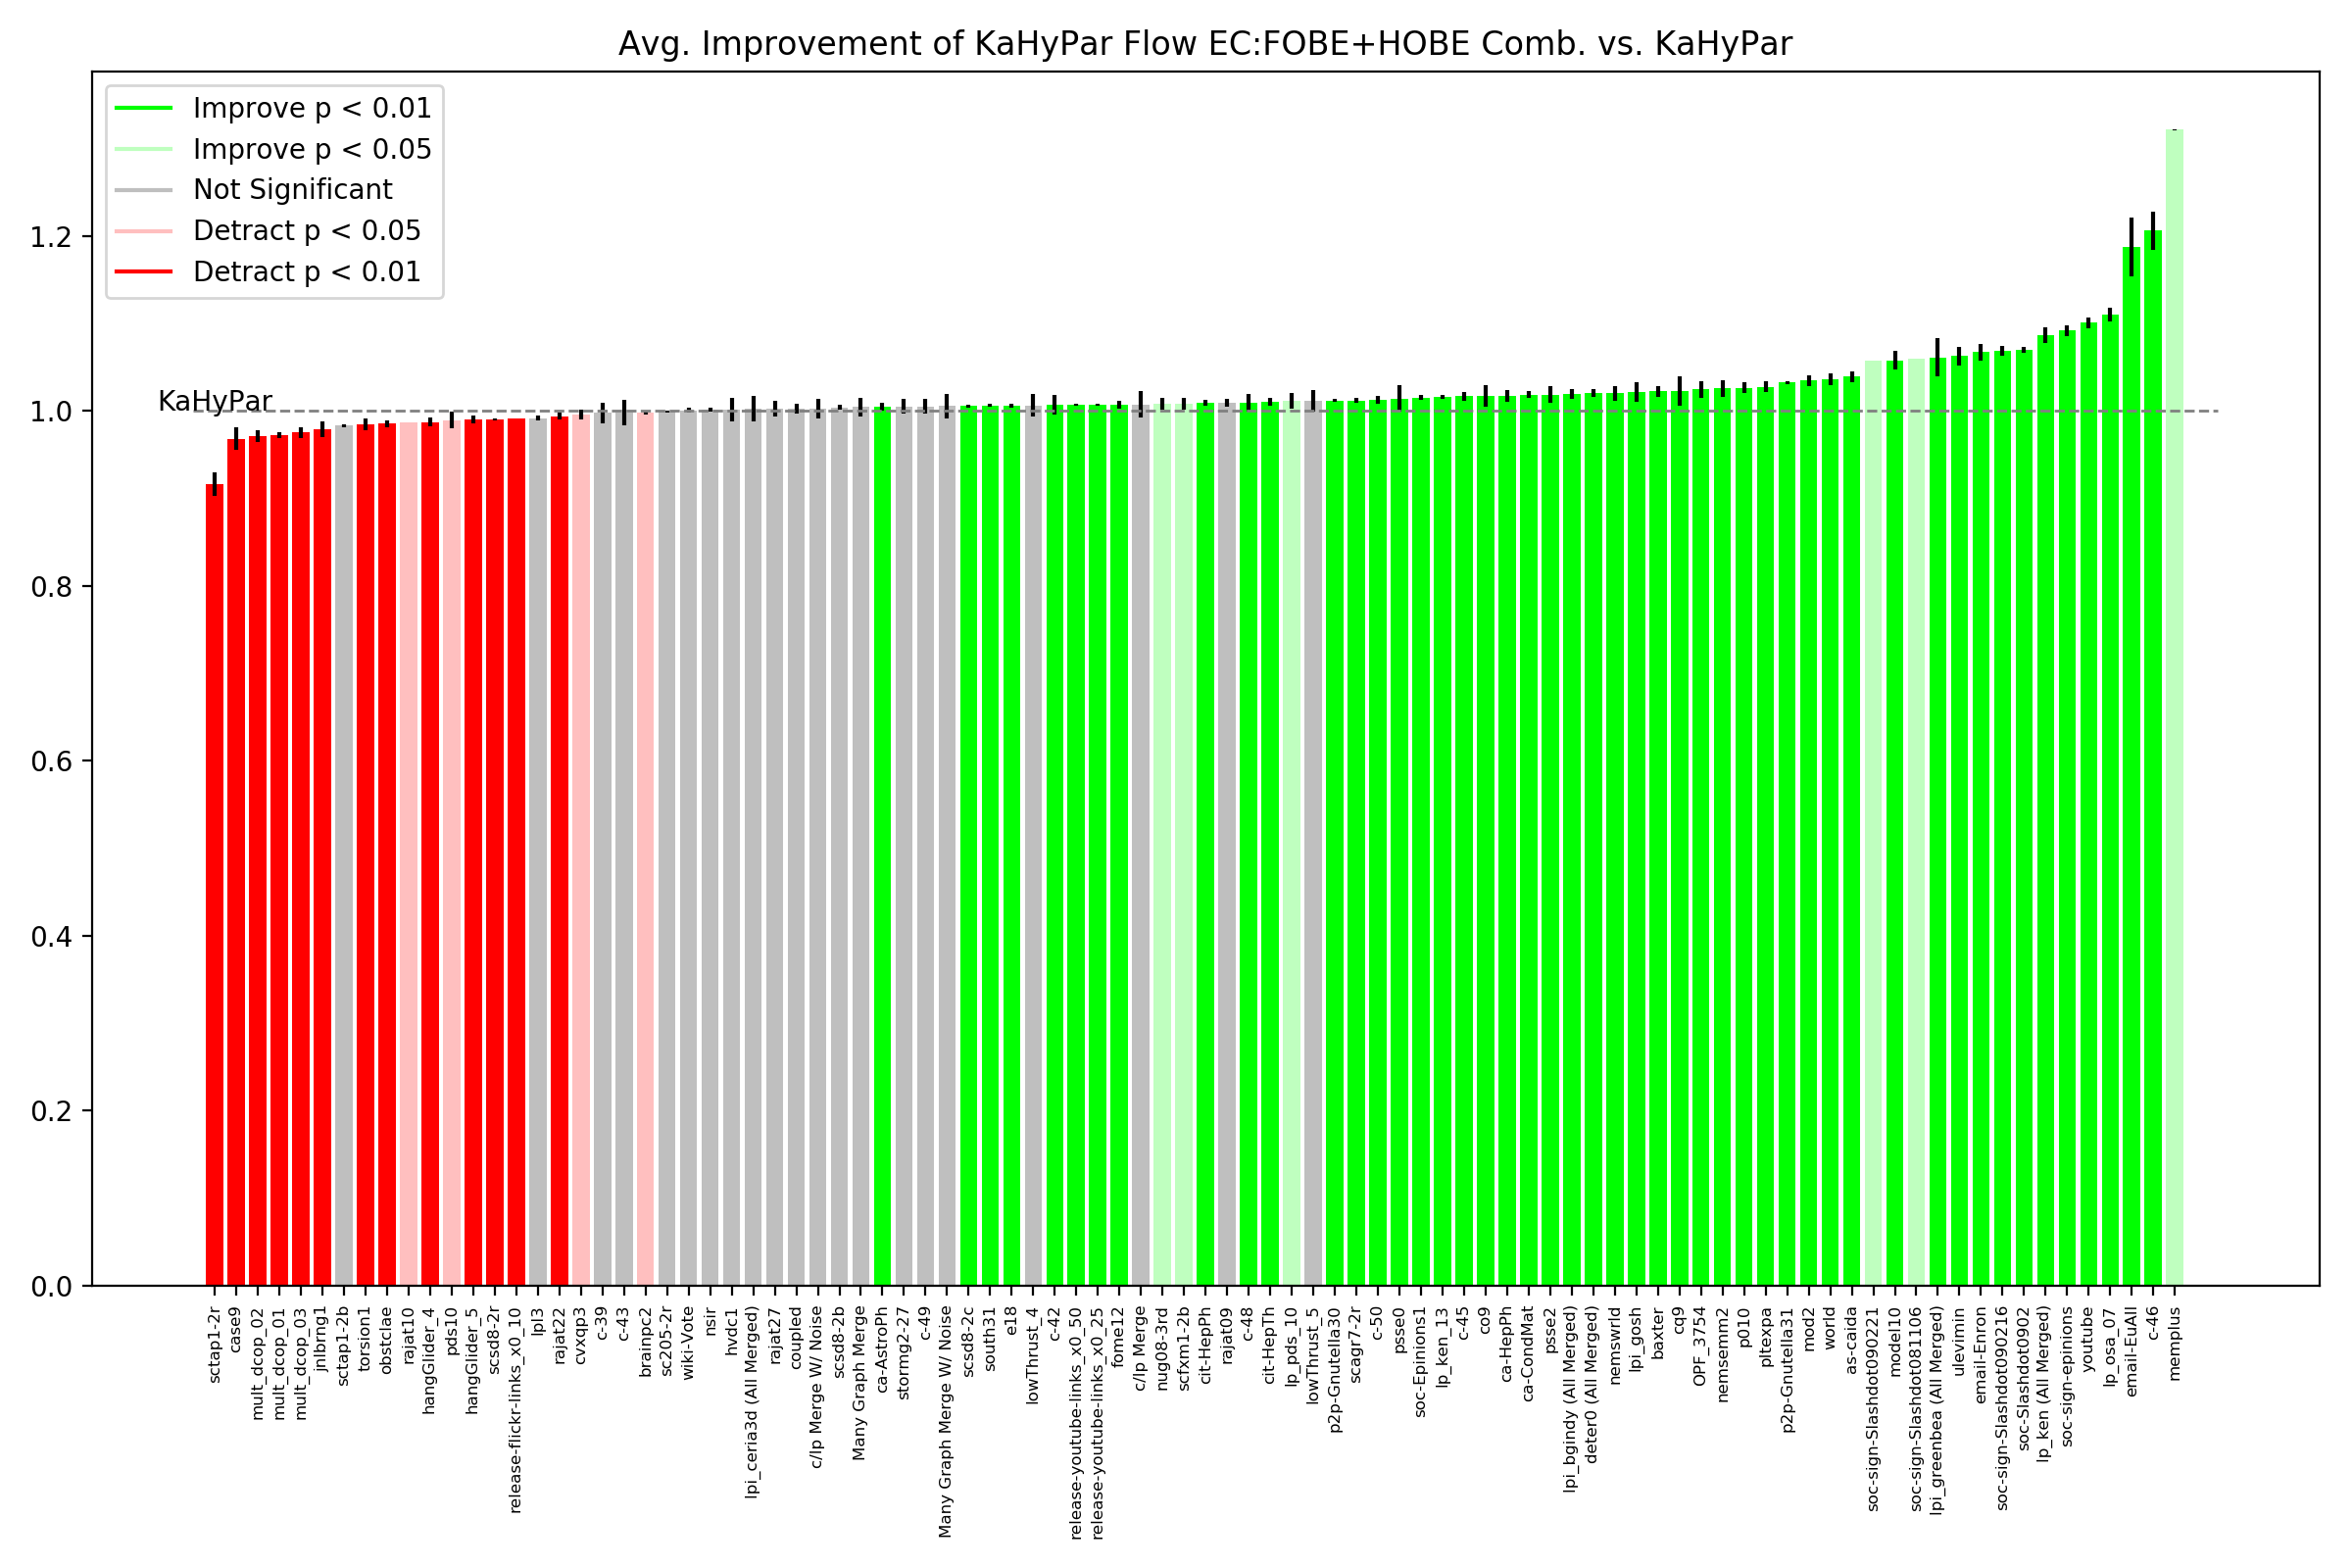 Avg. Improvement of KaHyPar Flow EC:FOBE+HOBE Comb. vs. KaHyPar
Improve p < 0.01
Improve p < 0.05
Not Significant
Detract p < 0.05
Detract p < 0.01
1.2
1.0
0.8
0.6
0.4
0.2
0.0
KaHyPar
sctap1-2r
case9
mult_dcop_02
mult_dcop_01
mult_dcop_03
jnlbrng1
sctap1-2b
torsion1
obstclae
rajat10
hangGlider_4
pds10
hangGlider_5
scsd8-2r
release-flickr-links_x0_10
lpl3
rajat22
cvxqp3
c-39
c-43
brainpc2
sc205-2r
wiki-Vote
nsir
hvdc1
lpi_ceria3d (All Merged)
rajat27
coupled
c/lp Merge W/ Noise
scsd8-2b
Many Graph Merge
ca-AstroPh
stormg2-27
c-49
Many Graph Merge W/ Noise
scsd8-2c
south31
e18
lowThrust_4
c-42
release-youtube-links_x0_50
release-youtube-links_x0_25
fome12
c/lp Merge
nug08-3rd
scfxm1-2b
cit-HepPh
rajat09
c-48
cit-HepTh
lp_pds_10
lowThrust_5
p2p-Gnutella30
scagr7-2r
c-50
psse0
soc-Epinions1
lp_ken_13
c-45
co9
ca-HepPh
ca-CondMat
psse2
lpi_bgindy (All Merged)
deter0 (All Merged)
nemswrld
lpi_gosh
baxter
cq9
OPF_3754
nemsemm2
p010
pltexpa
p2p-Gnutella31
mod2
world
as-caida
soc-sign-Slashdot090221
model10
soc-sign-Slashdot081106
lpi_greenbea (All Merged)
ulevimin
email-Enron
soc-sign-Slashdot090216
soc-Slashdot0902
lp_ken (All Merged)
soc-sign-epinions
youtube
lp_osa_07
email-EuAll
c-46
memplus